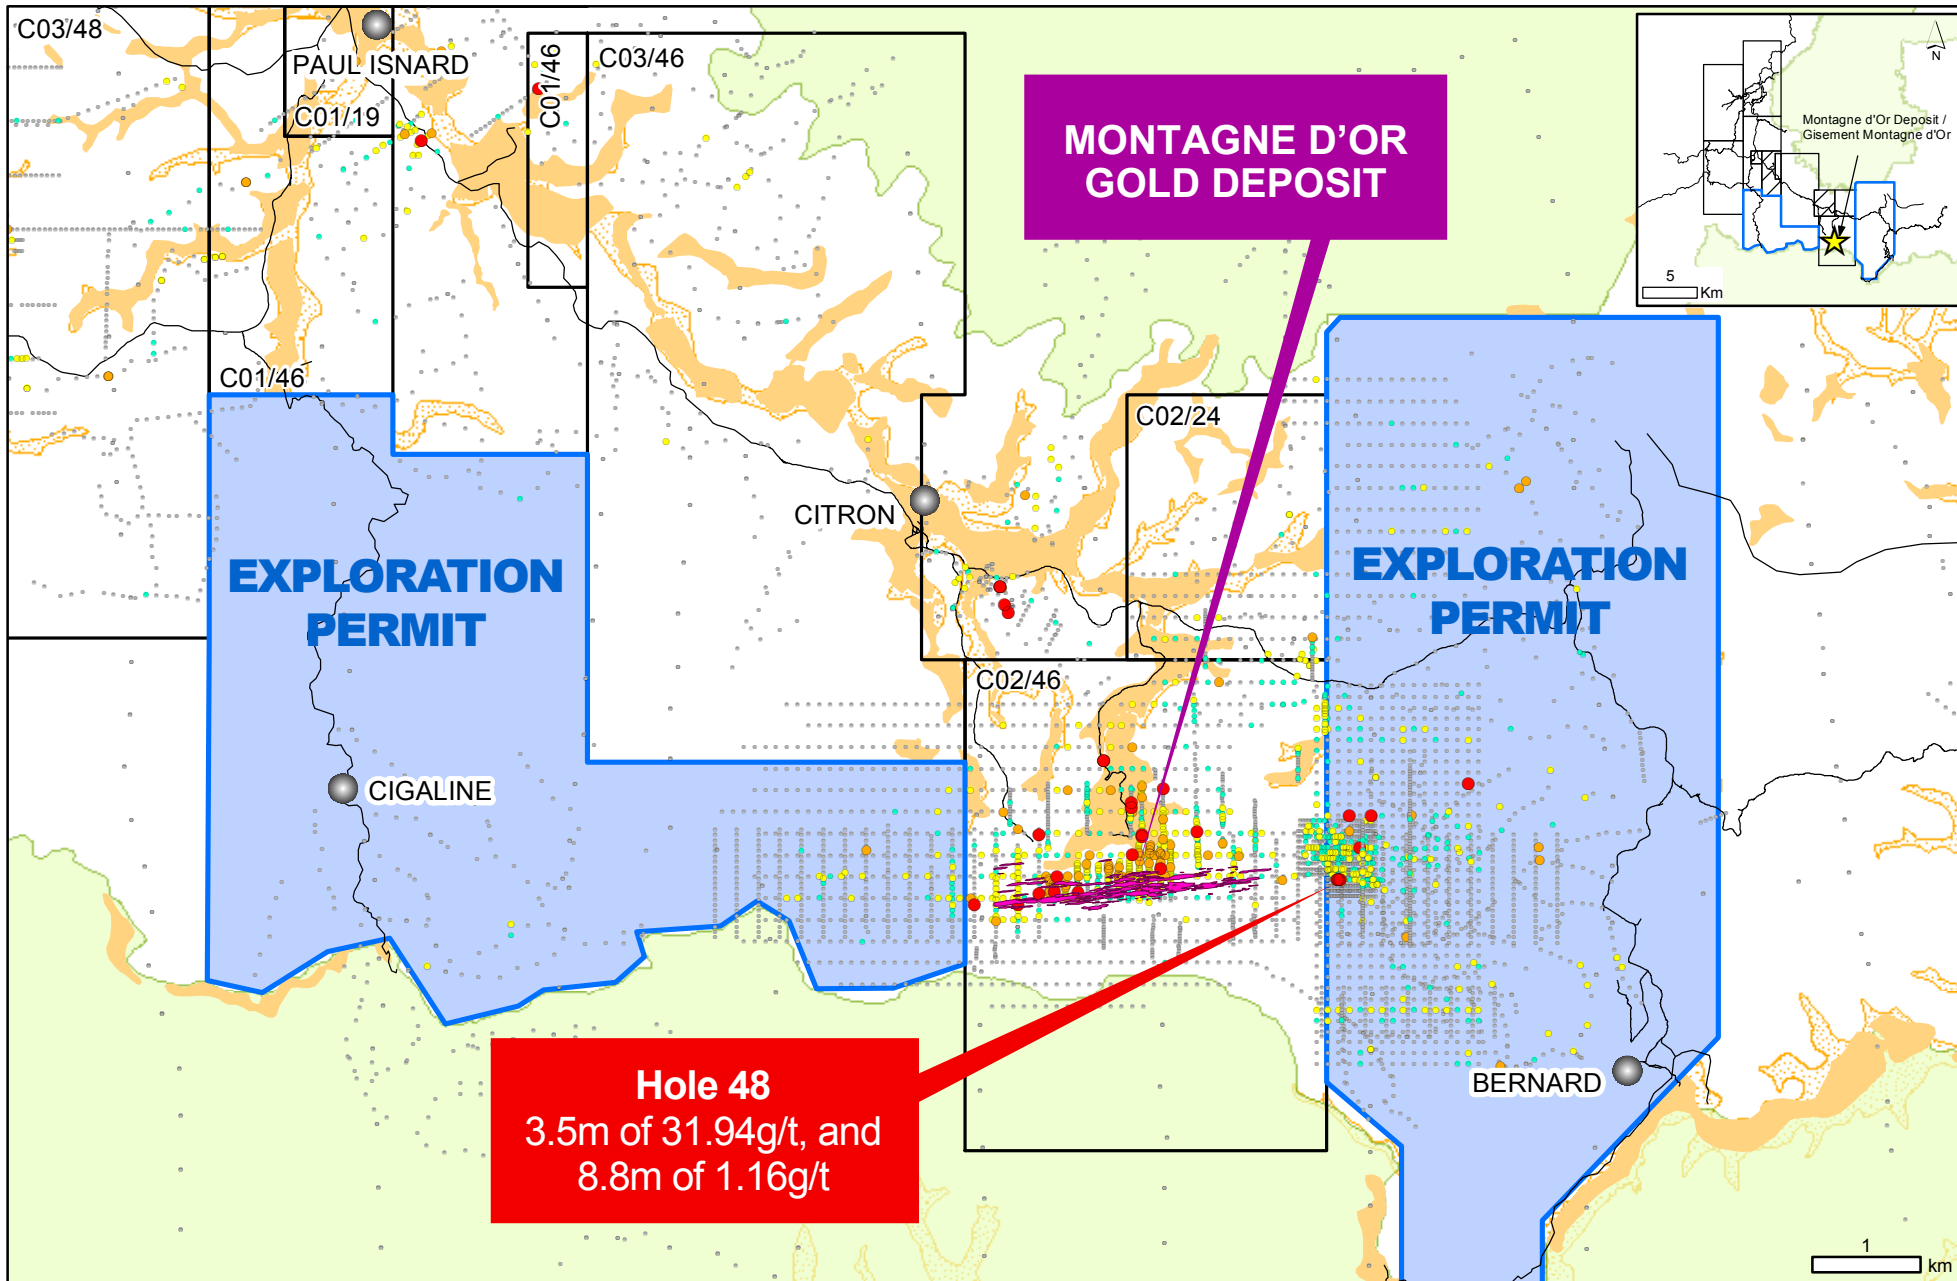 C03/48
PAUL ISNARD
C01/19
C01/46
C03/46
C01/46
MONTAGNE D'OR
GOLD DEPOSIT
N
Montagne d'Or Deposit /
Gisement Montagne d'Or
5
Km
C02/24
CITRON
EXPLORATION
PERMIT
EXPLORATION
PERMIT
C02/46
CIGALINE
Hole 48
3.5m of 31.94g/t, and
8.8m of 1.16g/t
BERNARD
1
km